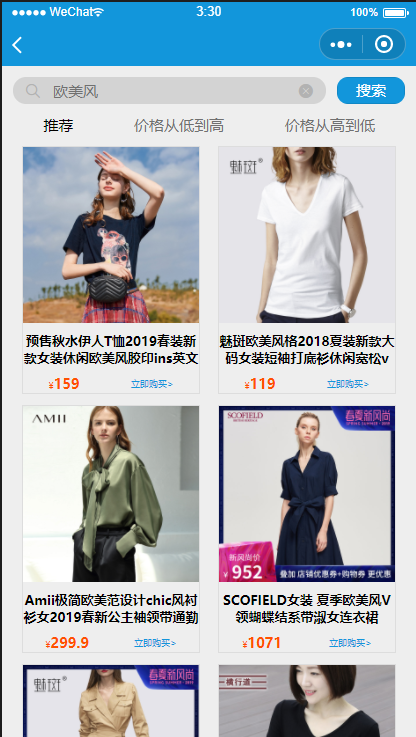 WeChat 3:30 100%
欧美风 搜索
推荐 价格从低到高 价格从高到低
魅斑®
预售秋水伊人T恤2019春装新
款女装休闲欧美风胶印ins英文
¥159 立即购买>
魅斑欧美风格2018夏装新款大
码女装短袖打底衫休闲宽松v
¥119 立即购买>
AMII
Amii极简欧美范设计chic风衬
衫女2019春新公主袖领带通勤
¥299.9 立即购买>
SCOFIELD
春夏新风尚
新风尚价
¥952
叠加 店铺优惠+购物券 更优惠
SCOFIELD女装 夏季欧美风V
领蝴蝶结系带淑女连衣裙
¥1071 立即购买>
魅斑®
春夏新风尚
一横行道